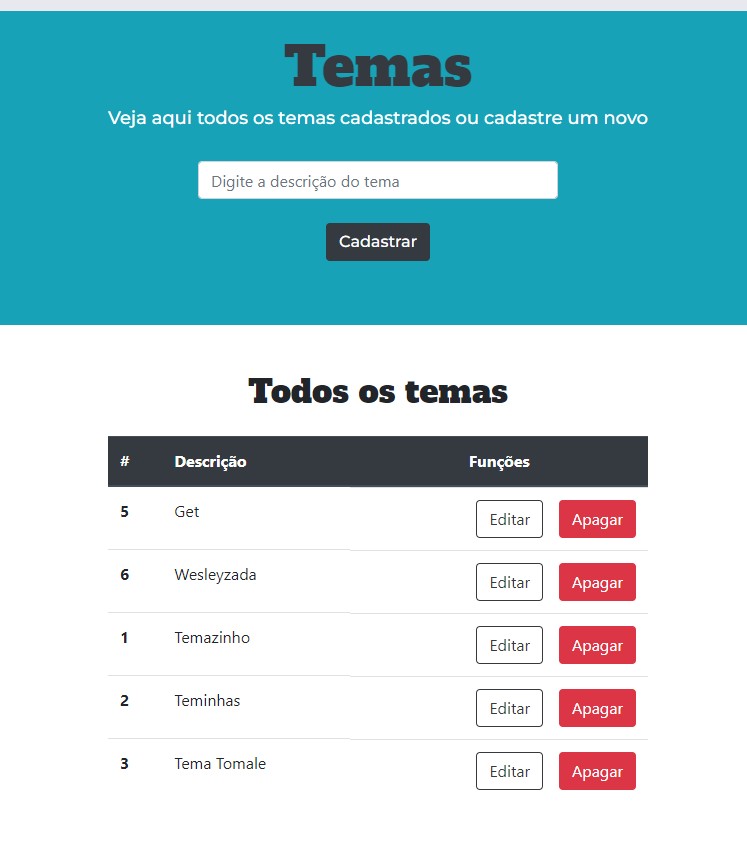 Temas
Veja aqui todos os temas cadastrados ou cadastre um novo
Digite a descrição do tema
Cadastrar
Todos os temas
# Descrição Funções
5 Get Editar Apagar
6 Wesleyzada Editar Apagar
1 Temazinho Editar Apagar
2 Teminhas Editar Apagar
3 Tema Tomale Editar Apagar